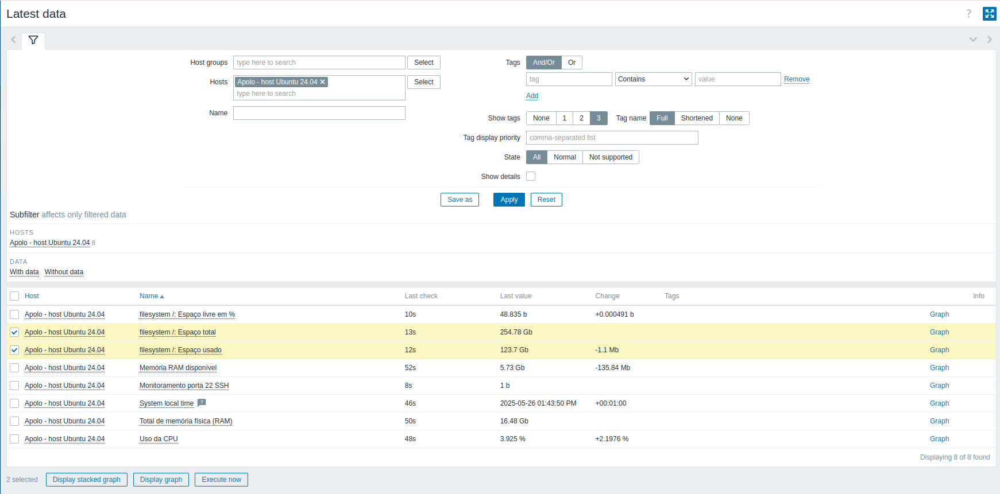 Latest data
?
Host groups type here to search Select Tags And/Or Or
Hosts Apolo - host Ubuntu 24.04 Select tag Contains value Remove
type here to search
Add
Name
Show tags None 1 2 3 Tag name Full Shortened None
Tag display priority comma-separated list
State All Normal Not supported
Show details
Save as Apply Reset
Subfilter affects only filtered data
HOSTS
Apolo - host Ubuntu 24.04 8
DATA
With data Without data
Host Name Last check Last value Change Tags Info
Apolo - host Ubuntu 24.04 filesystem /: Espaço livre em % 10s 48.835 b +0.000491 b Graph
Apolo - host Ubuntu 24.04 filesystem /: Espaço total 13s 254.78 Gb Graph
Apolo - host Ubuntu 24.04 filesystem /: Espaço usado 12s 123.7 Gb -1.1 Mb Graph
Apolo - host Ubuntu 24.04 Memória RAM disponível 52s 5.73 Gb -135.84 Mb Graph
Apolo - host Ubuntu 24.04 Monitoramento porta 22 SSH 8s 1 b Graph
Apolo - host Ubuntu 24.04 System local time ? 46s 2025-05-26 01:43:50 PM +00:01:00 Graph
Apolo - host Ubuntu 24.04 Total de memória física (RAM) 50s 16.48 Gb Graph
Apolo - host Ubuntu 24.04 Uso da CPU 48s 3.925 % +2.1976 % Graph
Displaying 8 of 8 found
2 selected Display stacked graph Display graph Execute now